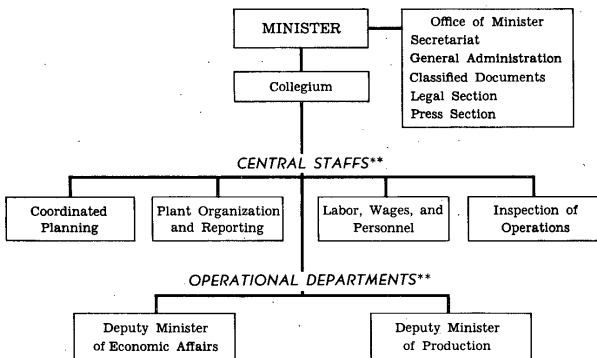 MINISTER
Office of Minister
Secretariat
General Administration
Classified Documents
Legal Section
Press Section
Collegium
CENTRAL STAFFS**
Coordinated
Planning
Plant Organization
and Reporting
Labor, Wages, and
Personnel
Inspection of
Operations
OPERATIONAL DEPARTMENTS**
Deputy Minister
of Economic Affairs
Deputy Minister
of Production